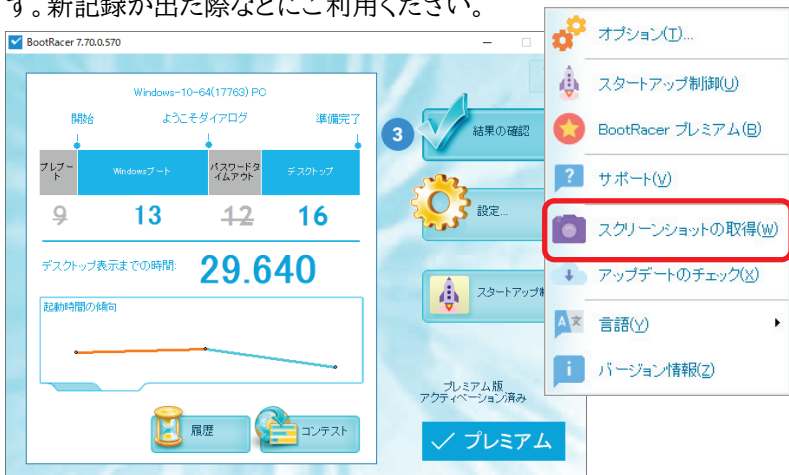 す。新記録が出た際などにご利用ください。
BootRacer 7.70.0.570
Windows-10-64(17763) PC
開始 ようこそダイアログ 準備完了
プレブート Windowsブート パスワードタイムアウト デスクトップ
9 13 12 16
デスクトップ表示までの時間: 29.640
起動時間の傾向
履歴 コンテスト
3 結果の確認
設定...
スタートアップ
プレミアム版
アクティベーション済み
プレミアム
オプション(T)...
スタートアップ制御(U)
BootRacer プレミアム(B)
サポート(V)
スクリーンショットの取得(W)
アップデートのチェック(X)
言語(Y)
バージョン情報(Z)